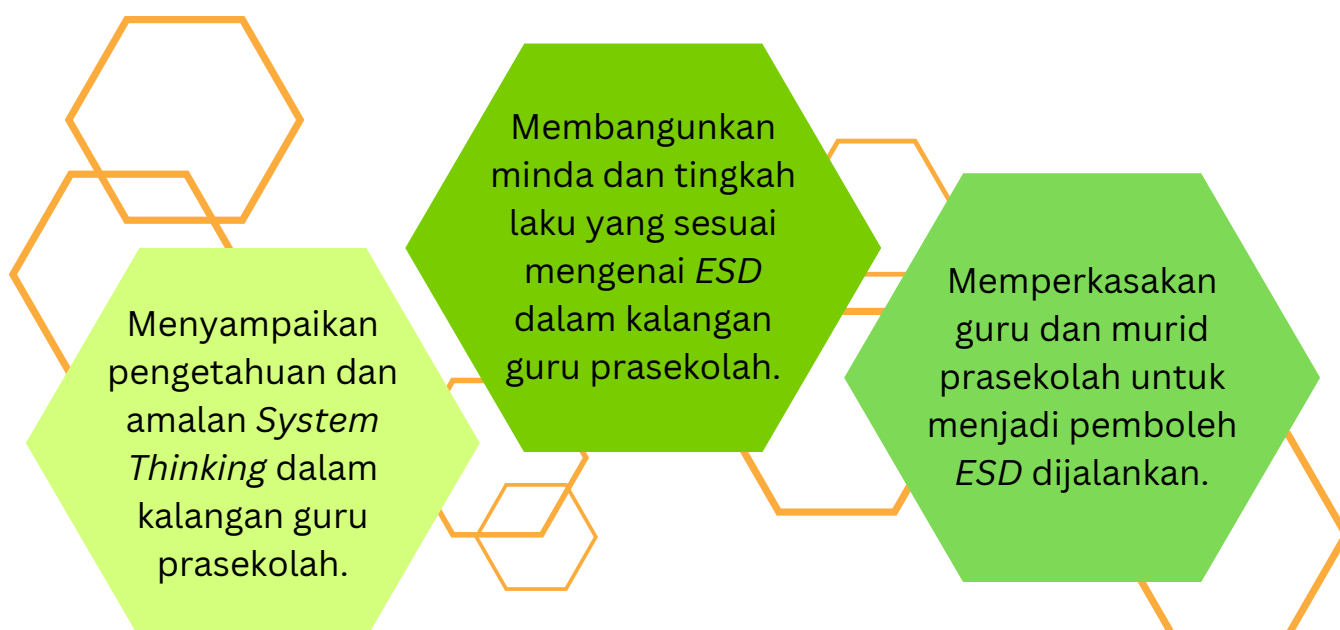 Menyampaikan
pengetahuan dan
amalan System
Thinking dalam
kalangan guru
prasekolah.
Membangunkan
minda dan tingkah
laku yang sesuai
mengenai ESD
dalam kalangan
guru prasekolah.
Memperkasakan
guru dan murid
prasekolah untuk
menjadi pemboleh
ESD dijalankan.